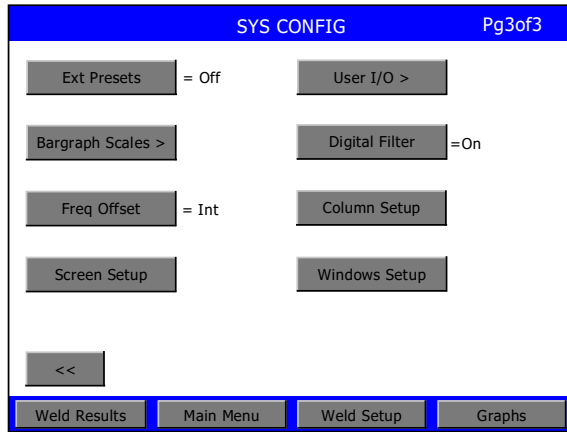 SYS CONFIG Pg3of3
Ext Presets = Off User I/O >
Bargraph Scales > Digital Filter =On
Freq Offset = Int Column Setup
Screen Setup Windows Setup
<<
Weld Results Main Menu Weld Setup Graphs